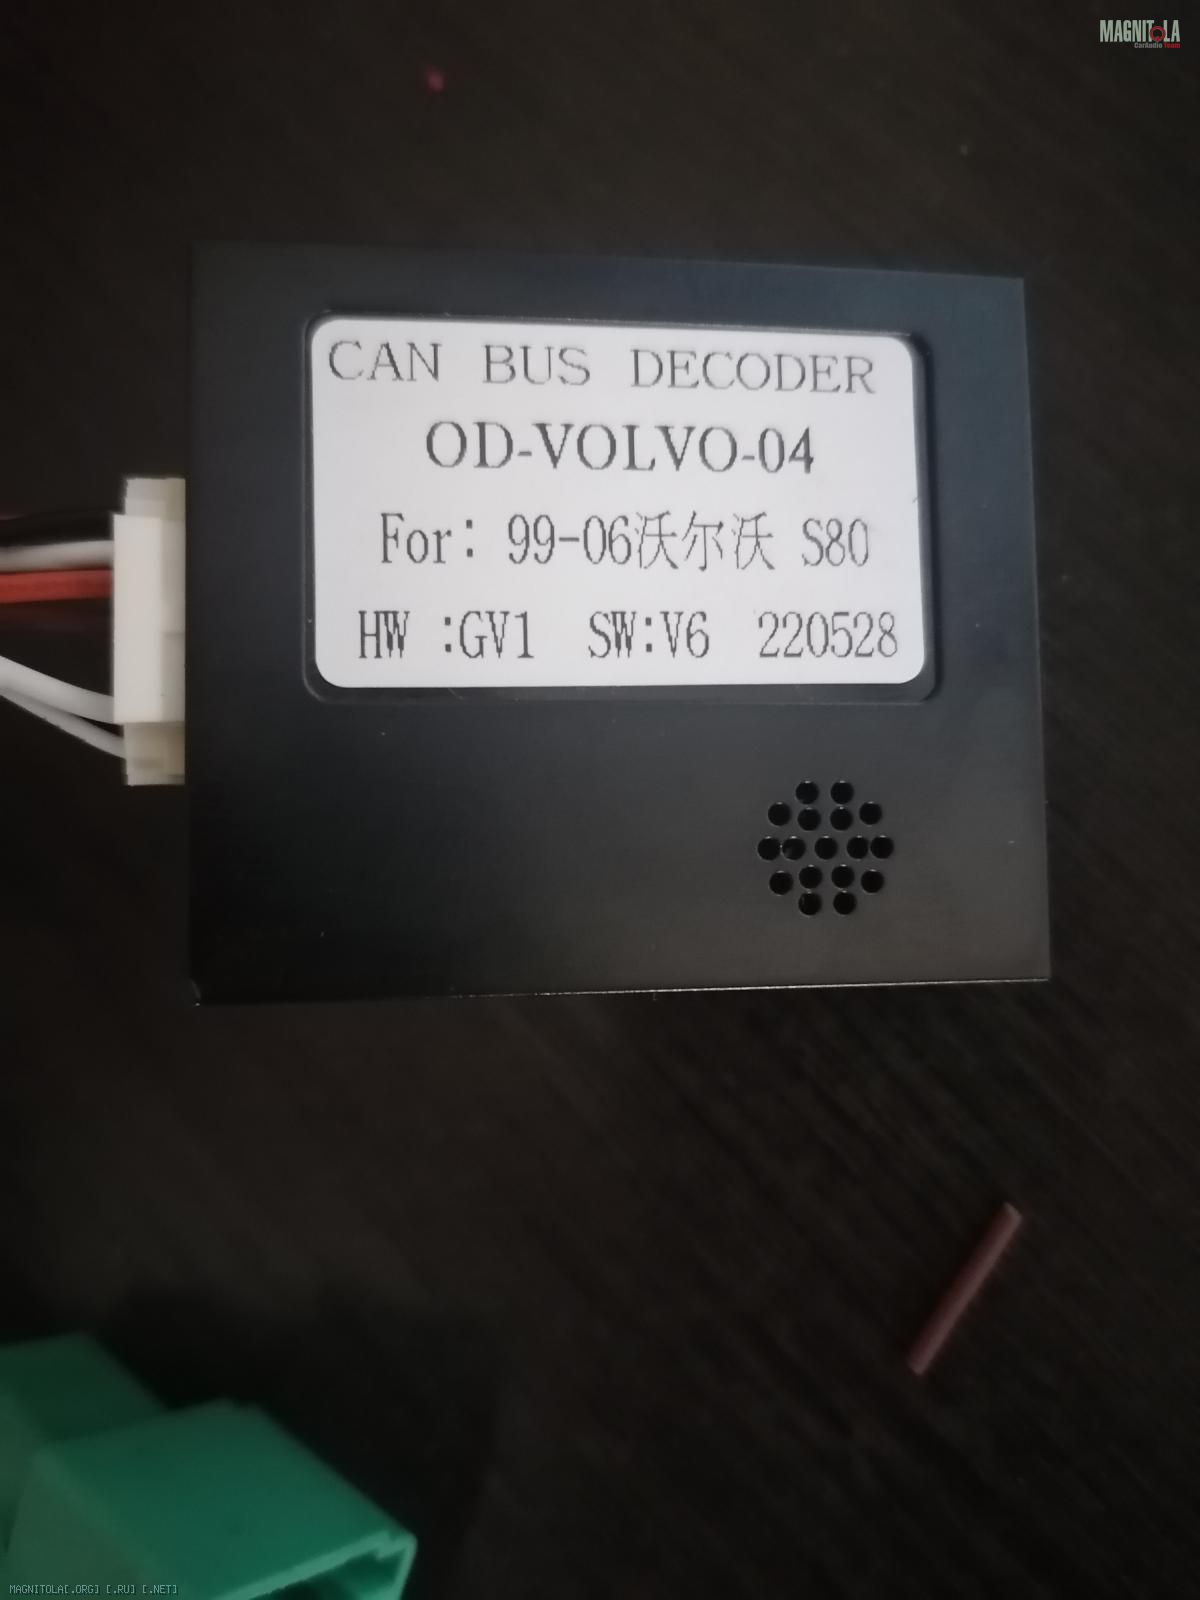 MAGNITOLA
CarAudio Team
CAN BUS DECODER
OD-VOLVO-04
For: 99-06沃尔沃 S80
HW :GV1 SW:V6 220528
MAGNITOLA[.ORG] [.RU] [.NET]